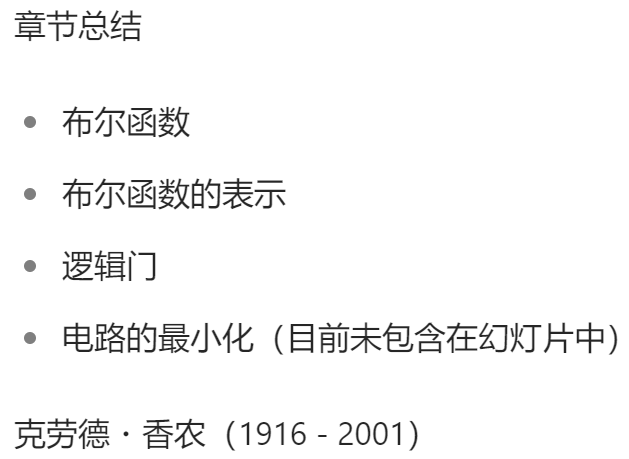 章节总结
布尔函数
布尔函数的表示
逻辑门
电路的最小化（目前未包含在幻灯片中）
克劳德・香农（1916 - 2001）